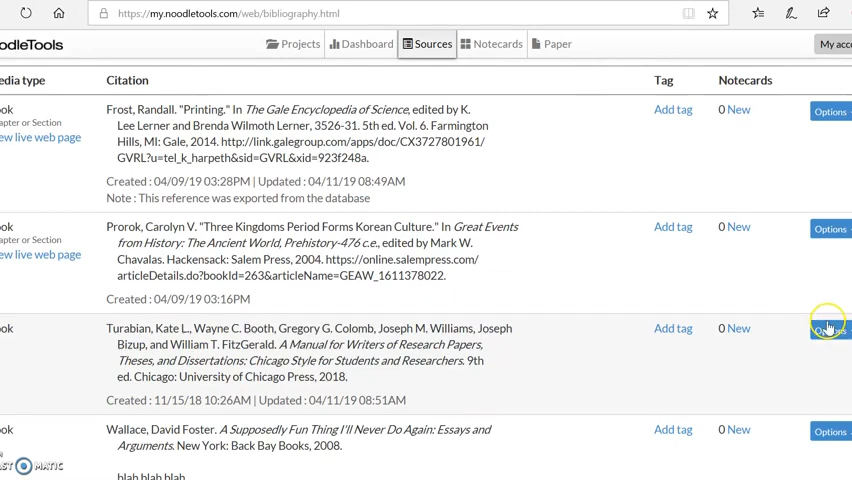 https://my.noodletools.com/web/bibliography.html
odleTools
Projects
Dashboard
Sources
Notecards
Paper
My acco
edia type
Citation
Tag
Notecards
ook
apter or Section
ew live web page
Frost, Randall. "Printing." In The Gale Encyclopedia of Science, edited by K.
Lee Lerner and Brenda Wilmoth Lerner, 3526-31. 5th ed. Vol. 6. Farmington
Hills, MI: Gale, 2014. http://link.galegroup.com/apps/doc/CX3727801961/
GVRL?u=tel_k_harpeth&sid=GVRL&xid=923f248a.
Created : 04/09/19 03:28PM | Updated : 04/11/19 08:49AM
Note : This reference was exported from the database
Add tag
0 New
Options
ook
apter or Section
ew live web page
Prorok, Carolyn V. "Three Kingdoms Period Forms Korean Culture." In Great Events
from History: The Ancient World, Prehistory-476 c.e., edited by Mark W.
Chavalas. Hackensack: Salem Press, 2004. https://online.salempress.com/
articleDetails.do?bookId=263&articleName=GEAW_1611378022.
Created : 04/09/19 03:16PM
Add tag
0 New
Options
ook
Turabian, Kate L., Wayne C. Booth, Gregory G. Colomb, Joseph M. Williams, Joseph
Bizup, and William T. FitzGerald. A Manual for Writers of Research Papers,
Theses, and Dissertations: Chicago Style for Students and Researchers. 9th
ed. Chicago: University of Chicago Press, 2018.
Created : 11/15/18 10:26AM | Updated : 04/11/19 08:51AM
Add tag
0 New
Options
ook
Wallace, David Foster. A Supposedly Fun Thing I'll Never Do Again: Essays and
Arguments. New York: Back Bay Books, 2008.
blah blah blah
Add tag
0 New
Options
AST MATIC